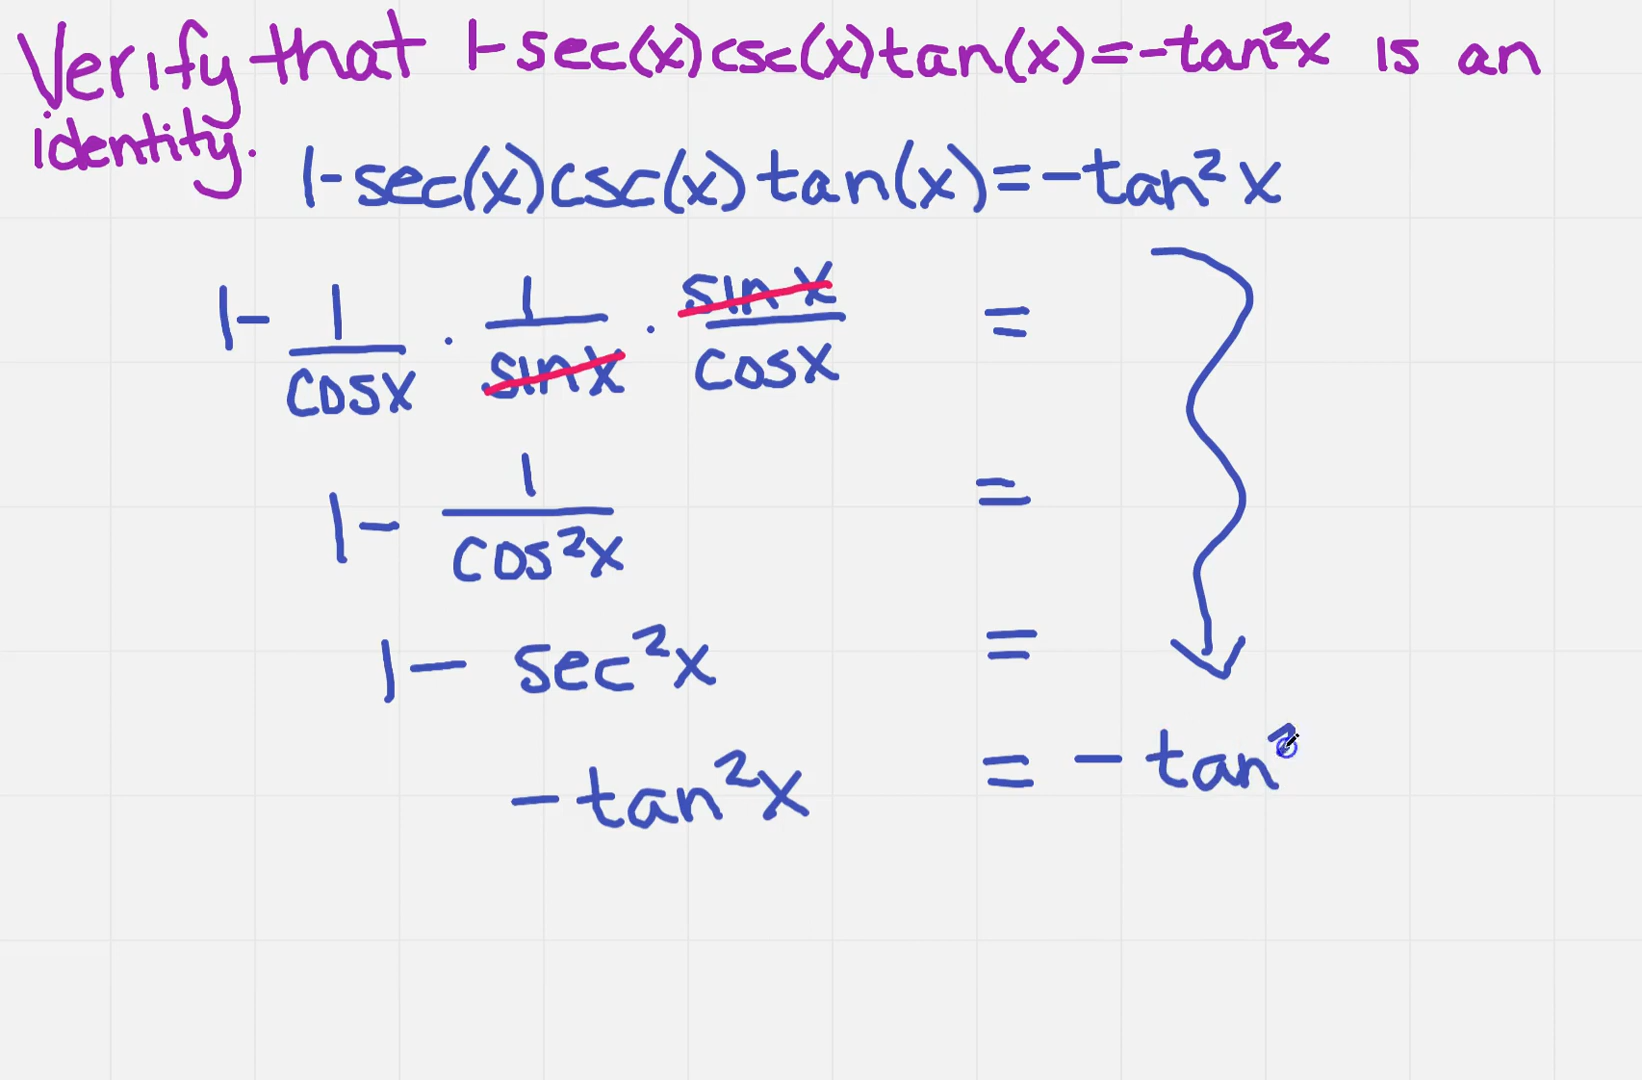 Verify that 1-sec(x)csc(x)tan(x)=-tan²x is an
identity.
1-sec(x)csc(x)tan(x)=-tan²x
1 - 1/cosx · 1/sinx · sinx/cosx =
1 - 1/cos²x =
1 - sec²x =
-tan²x = -tan²